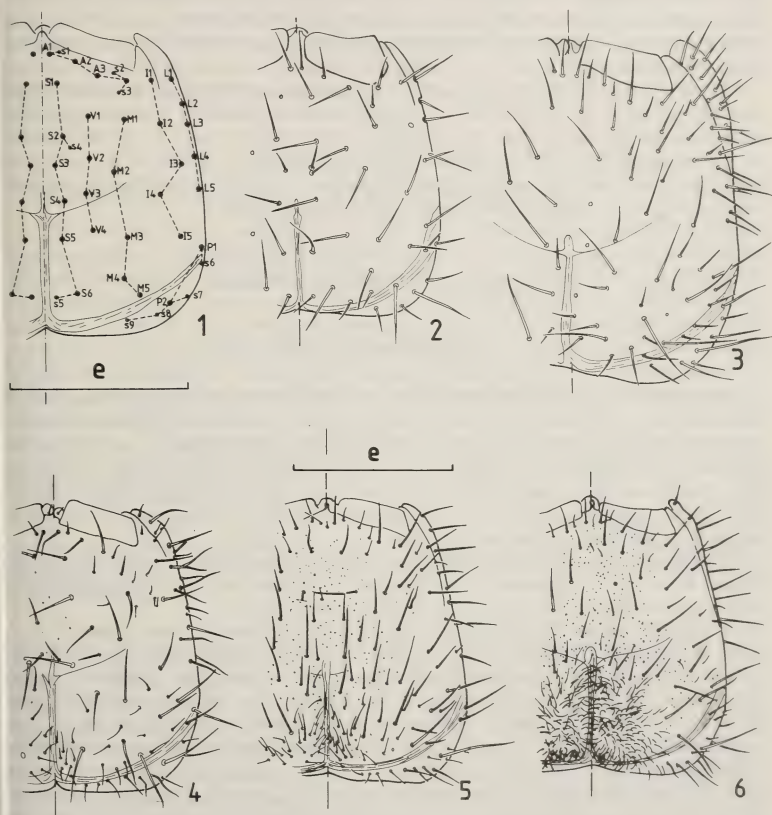 A1 s1
A2 s2
A3 s3
I1 L1
S1 L2
V1 M1 I2 L3
S2 s4
S3 V2 M2 I3 L4
S4 V3 I4 L5
S5 V4 M3 I5 P1
s6
M4 M5
s5 S6 P2 s7
s9 s8
1
2
3
e
e
4
5
6